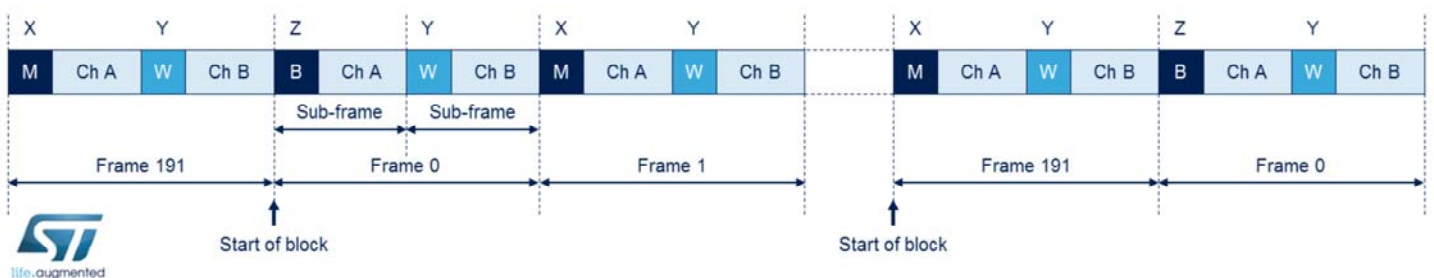 X Y Z Y X Y X Y Z Y
M Ch A W Ch B B Ch A W Ch B M Ch A W Ch B M Ch A W Ch B B Ch A W Ch B
Sub-frame Sub-frame
Frame 191 Frame 0 Frame 1 Frame 191 Frame 0
Start of block Start of block
ST
life.augmented